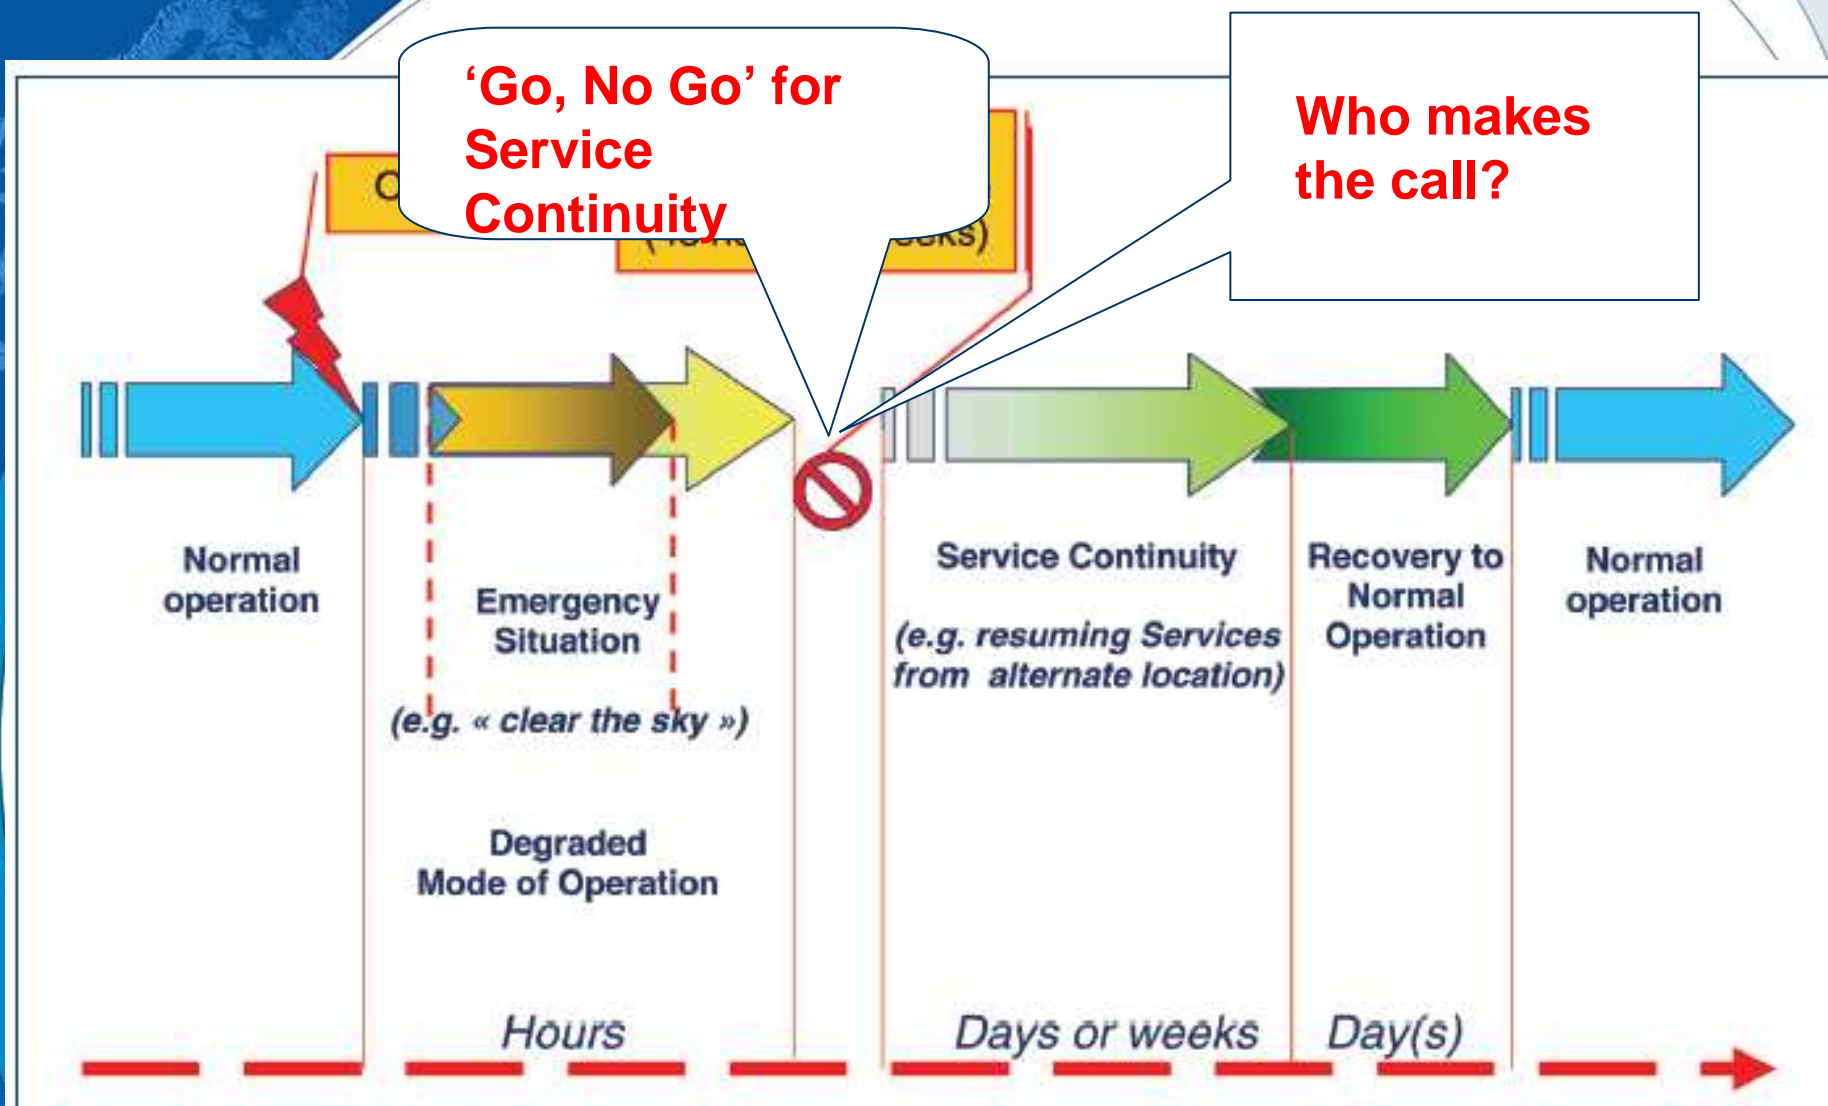 ‘Go, No Go’ for
Service
Continuity
Who makes
the call?
Normal
operation
Emergency
Situation
(e.g. « clear the sky »)
Degraded
Mode of Operation
Service Continuity
(e.g. resuming Services
from alternate location)
Recovery to
Normal
Operation
Normal
operation
Hours
Days or weeks
Day(s)